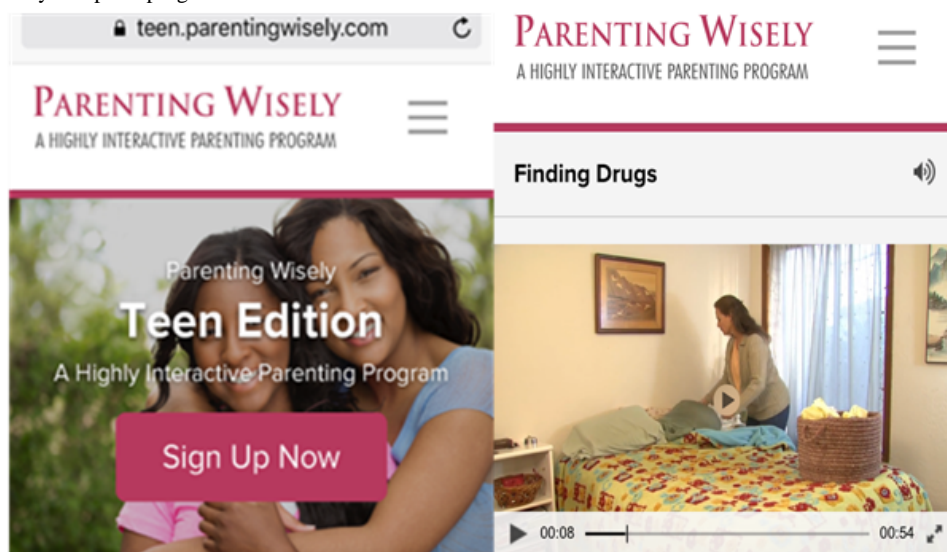 teen.parentingwisely.com
PARENTING WISELY
A HIGHLY INTERACTIVE PARENTING PROGRAM
Parenting Wisely
Teen Edition
A Highly Interactive Parenting Program
Sign Up Now
PARENTING WISELY
A HIGHLY INTERACTIVE PARENTING PROGRAM
Finding Drugs
00:08
00:54